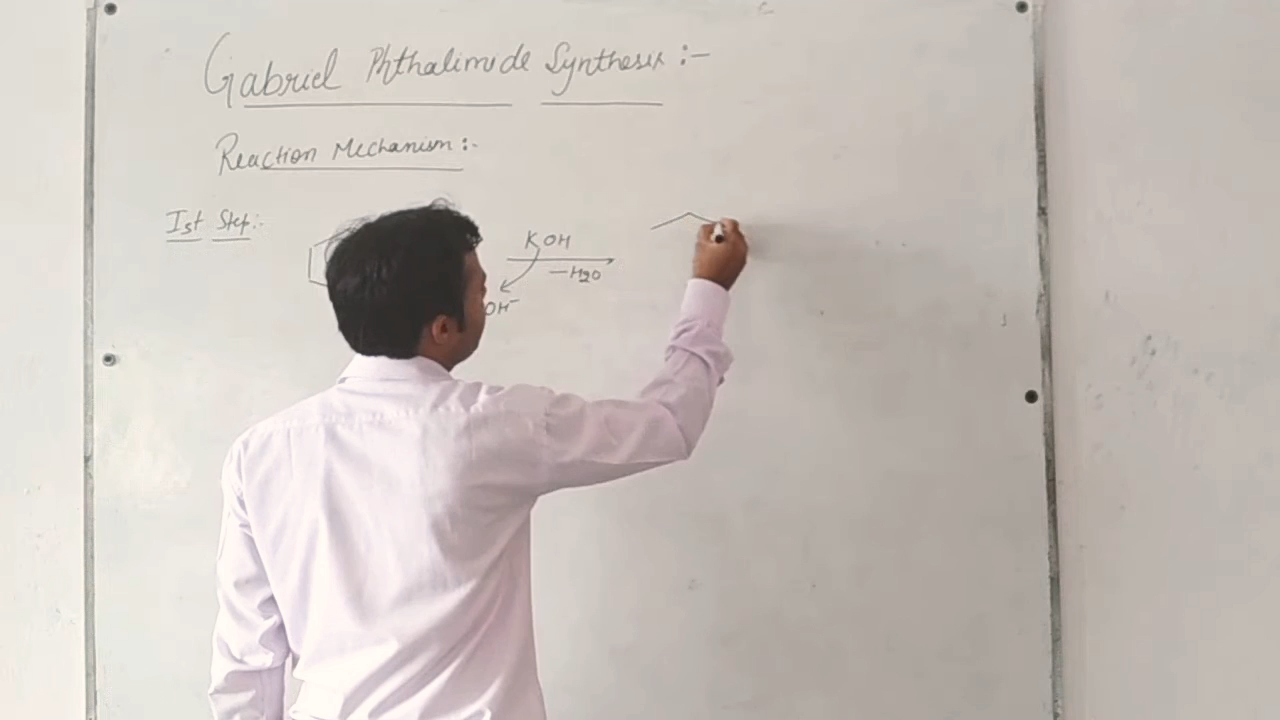 Gabriel Phthalimide Synthesis :-
Reaction Mechanism :-
Ist Step :-
KOH
—H2O
OH⁻